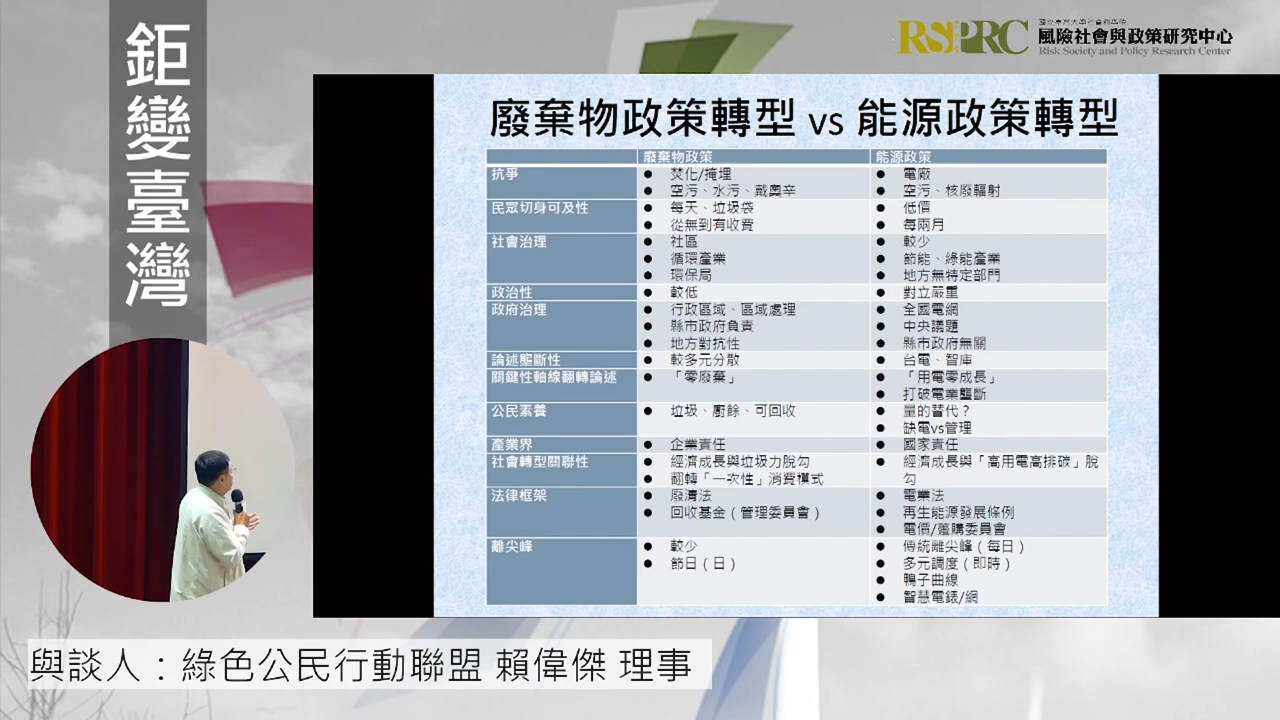 鉅變臺灣
RSPRC
國立臺灣大學社會科學院
風險社會與政策研究中心
Risk Society and Policy Research Center
廢棄物政策轉型 vs 能源政策轉型
廢棄物政策 能源政策
抗爭
● 焚化/掩埋
● 空污、水污、戴奧辛
● 電廠
● 空污、核廢輻射
民眾切身可及性
● 每天、垃圾袋
● 從無到有收費
● 低價
● 每兩月
社會治理
● 社區
● 循環產業
● 環保局
● 較少
● 節能、綠能產業
● 地方無特定部門
政治性
● 較低
● 對立嚴重
政府治理
● 行政區域、區域處理
● 縣市政府負責
● 地方對抗性
● 全國電網
● 中央議題
● 縣市政府無關
論述壟斷性
● 較多元分散
● 台電、智庫
關鍵性軸線翻轉論述
● 「零廢棄」
● 「用電零成長」
● 打破電業壟斷
公民素養
● 垃圾、廚餘、可回收
● 量的替代？
● 缺電vs管理
產業界
● 企業責任
● 國家責任
社會轉型關聯性
● 經濟成長與垃圾力脫勾
● 翻轉「一次性」消費模式
● 經濟成長與「高用電高排碳」脫
勾
法律框架
● 廢清法
● 回收基金（管理委員會）
● 電業法
● 再生能源發展條例
● 電價/躉購委員會
離尖峰
● 較少
● 節日（日）
● 傳統離尖峰（每日）
● 多元調度（即時）
● 鴨子曲線
● 智慧電錶/網
與談人：綠色公民行動聯盟 賴偉傑 理事